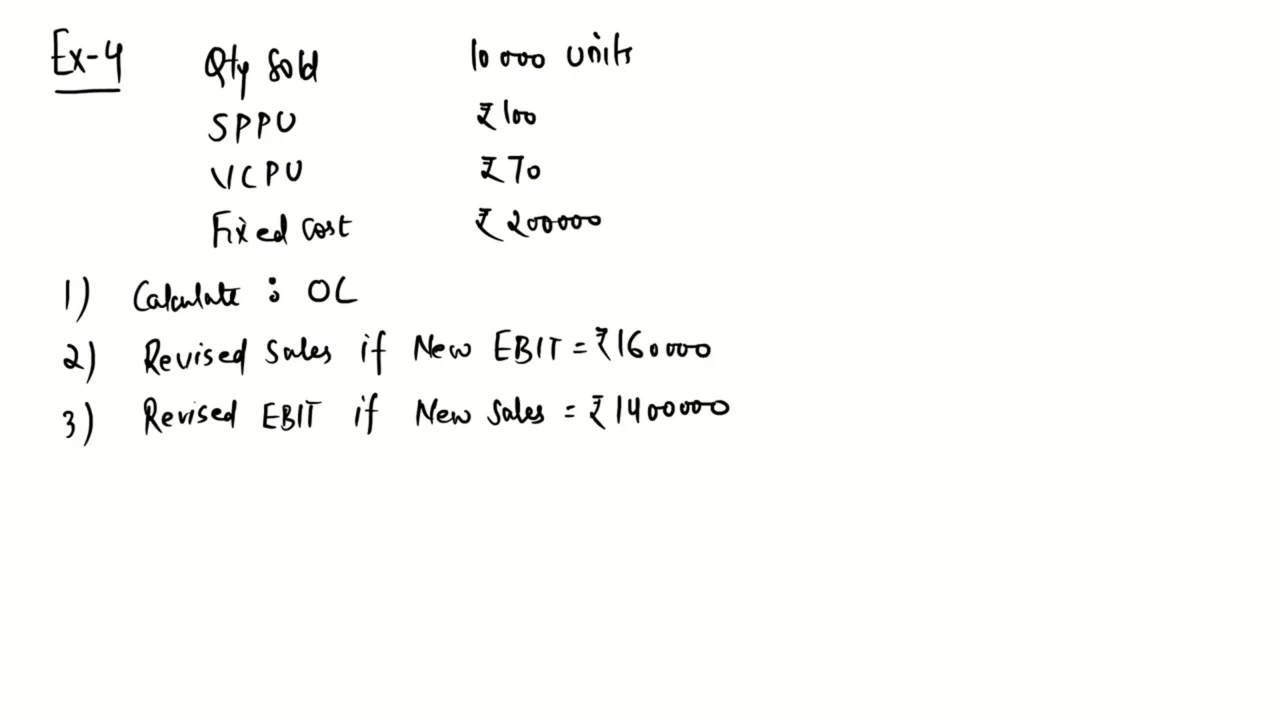 Ex-4 Qty Sold 10000 units
SPPU ₹100
VCPU ₹70
Fixed Cost ₹200000
1) Calculate : OL
2) Revised Sales if New EBIT = ₹160000
3) Revised EBIT if New Sales = ₹1400000